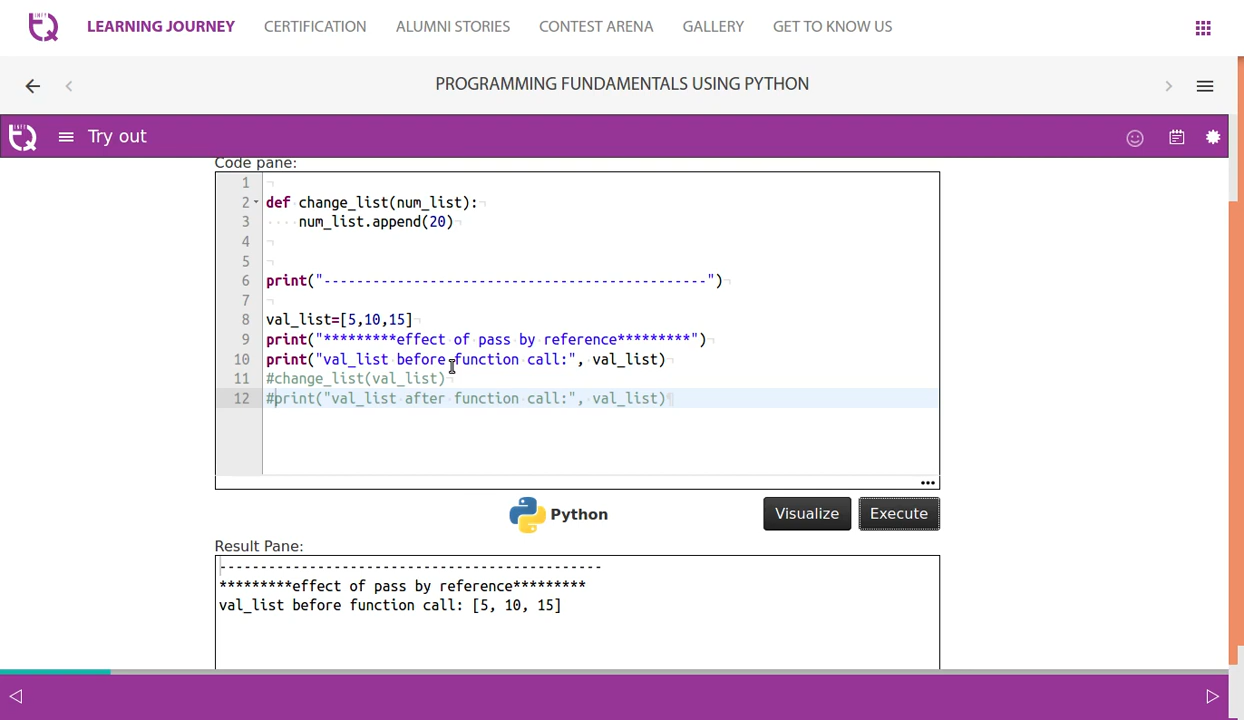 LEARNING JOURNEY CERTIFICATION ALUMNI STORIES CONTEST ARENA GALLERY GET TO KNOW US
PROGRAMMING FUNDAMENTALS USING PYTHON
Try out
Code pane:
1
2 def change_list(num_list):
3 num_list.append(20)
4
5
6 print("-----------------------------------------------")
7
8 val_list=[5,10,15]
9 print("*********effect of pass by reference*********")
10 print("val_list before function call:", val_list)
11 #change_list(val_list)
12 #print("val_list after function call:", val_list)
Python Visualize Execute
Result Pane:
-----------------------------------------------
*********effect of pass by reference*********
val_list before function call: [5, 10, 15]